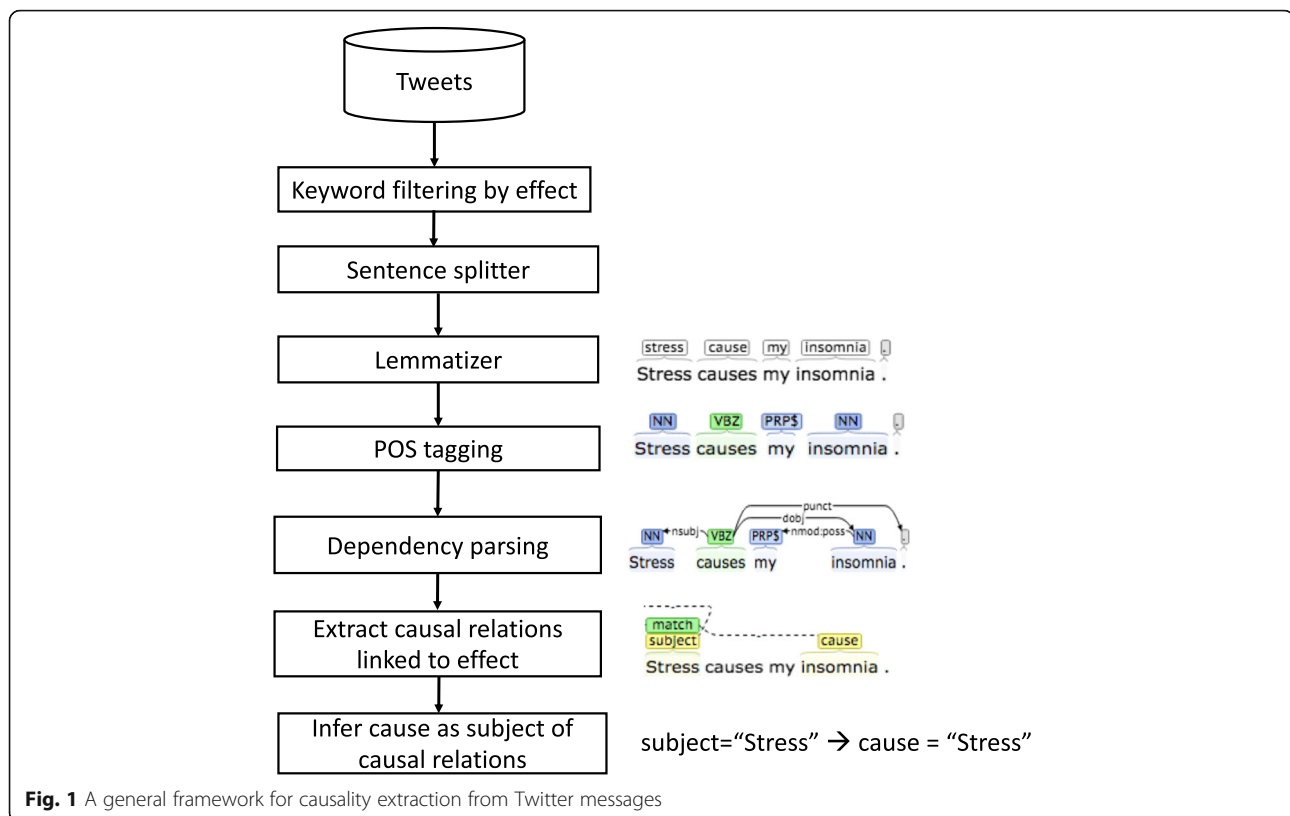 Tweets
Keyword filtering by effect
Sentence splitter
Lemmatizer
stress cause my insomnia .
Stress causes my insomnia .
POS tagging
NN VBZ PRP$ NN .
Stress causes my insomnia .
Dependency parsing
punct
dobj
NN nsubj VBZ PRP$ nmod:poss NN .
Stress causes my insomnia .
Extract causal relations
linked to effect
match
subject cause
Stress causes my insomnia .
Infer cause as subject of
causal relations
subject=“Stress” → cause = “Stress”
Fig. 1 A general framework for causality extraction from Twitter messages